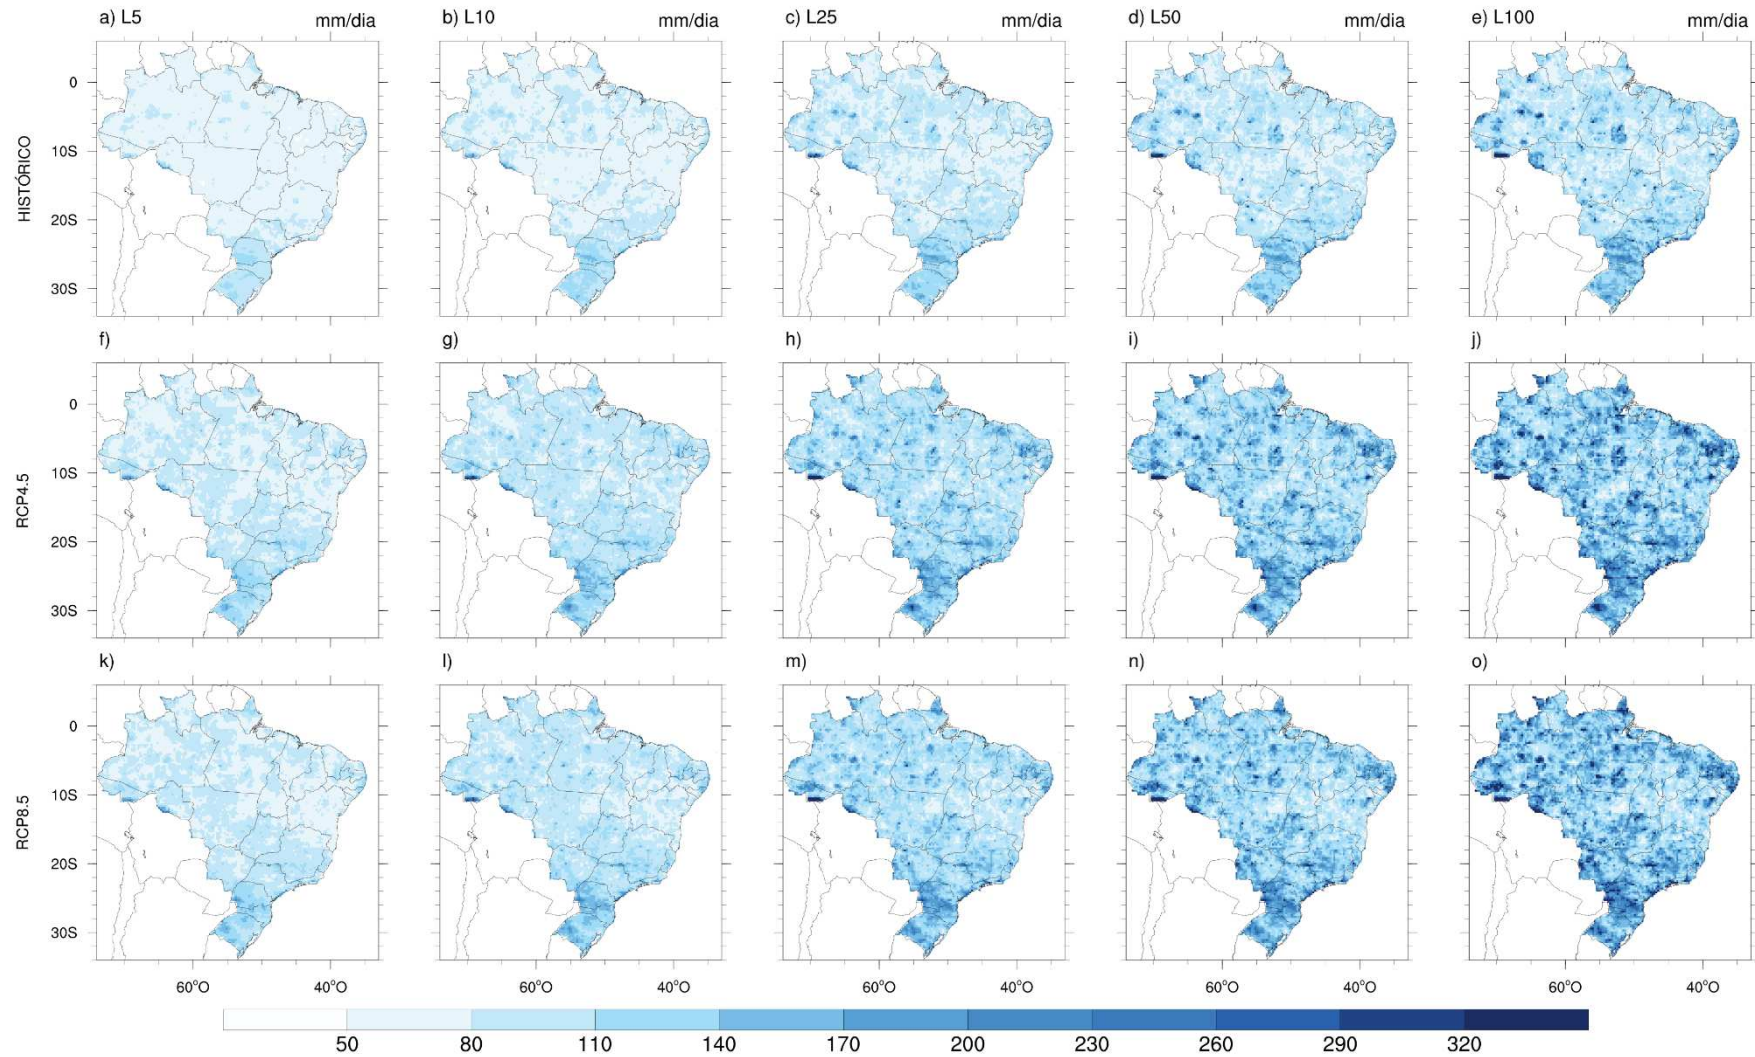 a) L5 mm/dia b) L10 mm/dia c) L25 mm/dia d) L50 mm/dia e) L100 mm/dia
HISTÓRICO
0
10S
20S
30S
f) g) h) i) j)
RCP4.5
0
10S
20S
30S
k) l) m) n) o)
RCP8.5
0
10S
20S
30S
60°O 40°O 60°O 40°O 60°O 40°O 60°O 40°O 60°O 40°O
50 80 110 140 170 200 230 260 290 320